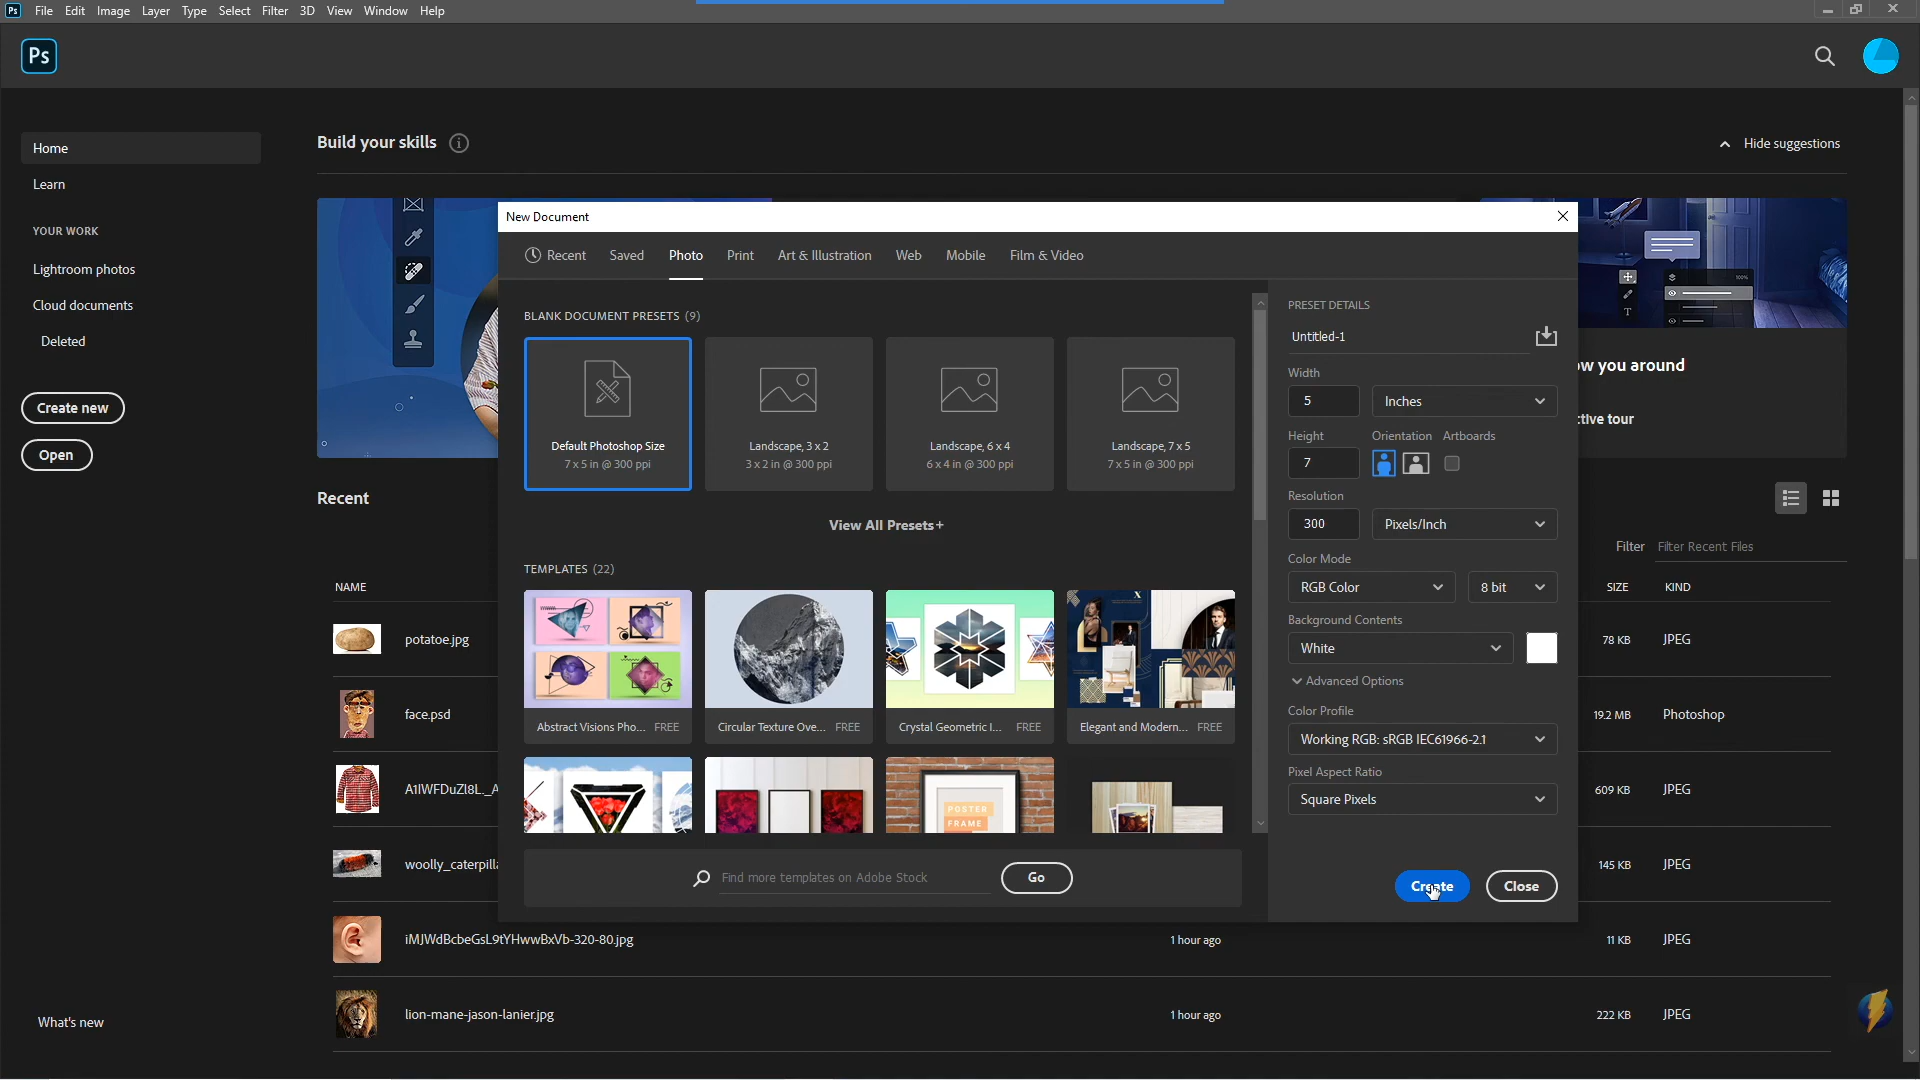 Ps File Edit Image Layer Type Select Filter 3D View Window Help
Ps
Home
Learn
YOUR WORK
Lightroom photos
Cloud documents
Deleted
Create new
Open
What's new
Build your skills
Hide suggestions
ow you around
ctive tour
Recent
Filter Filter Recent Files
NAME SIZE KIND
potatoe.jpg 78 KB JPEG
face.psd 19.2 MB Photoshop
A1IWFDuZI8L._A 609 KB JPEG
woolly_caterpill 145 KB JPEG
iMJWdBcbeGsL9tYHwwBxVb-320-80.jpg 1 hour ago 11 KB JPEG
lion-mane-jason-lanier.jpg 1 hour ago 222 KB JPEG
New Document
Recent Saved Photo Print Art & Illustration Web Mobile Film & Video
BLANK DOCUMENT PRESETS (9)
Default Photoshop Size
7 x 5 in @ 300 ppi
Landscape, 3 x 2
3 x 2 in @ 300 ppi
Landscape, 6 x 4
6 x 4 in @ 300 ppi
Landscape, 7 x 5
7 x 5 in @ 300 ppi
View All Presets+
TEMPLATES (22)
Abstract Visions Pho... FREE
Circular Texture Ove... FREE
Crystal Geometric I... FREE
Elegant and Modern... FREE
POSTER
FRAME
Find more templates on Adobe Stock
Go
PRESET DETAILS
Untitled-1
Width
5 Inches
Height Orientation Artboards
7
Resolution
300 Pixels/Inch
Color Mode
RGB Color 8 bit
Background Contents
White
Advanced Options
Color Profile
Working RGB: sRGB IEC61966-2.1
Pixel Aspect Ratio
Square Pixels
Create Close